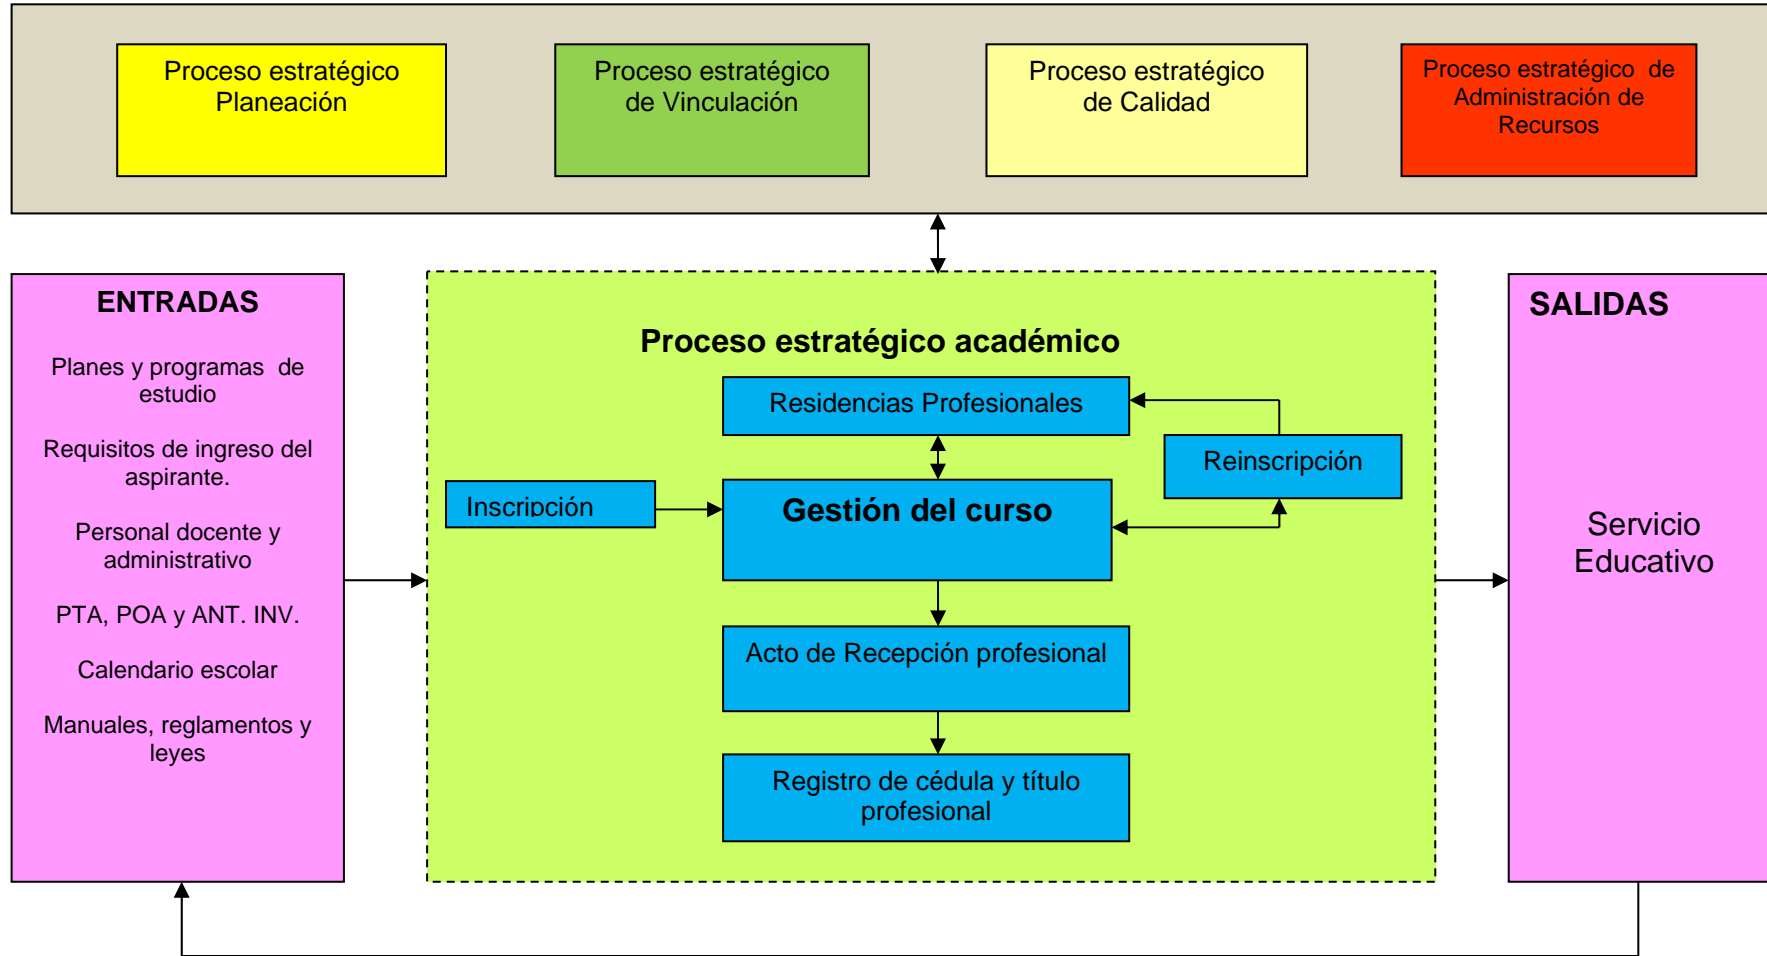 Proceso estratégico
Planeación
Proceso estratégico
de Vinculación
Proceso estratégico
de Calidad
Proceso estratégico de
Administración de
Recursos
ENTRADAS
Planes y programas de
estudio
Requisitos de ingreso del
aspirante.
Personal docente y
administrativo
PTA, POA y ANT. INV.
Calendario escolar
Manuales, reglamentos y
leyes
Proceso estratégico académico
Residencias Profesionales
Reinscripción
Inscripción
Gestión del curso
Acto de Recepción profesional
Registro de cédula y título
profesional
SALIDAS
Servicio
Educativo